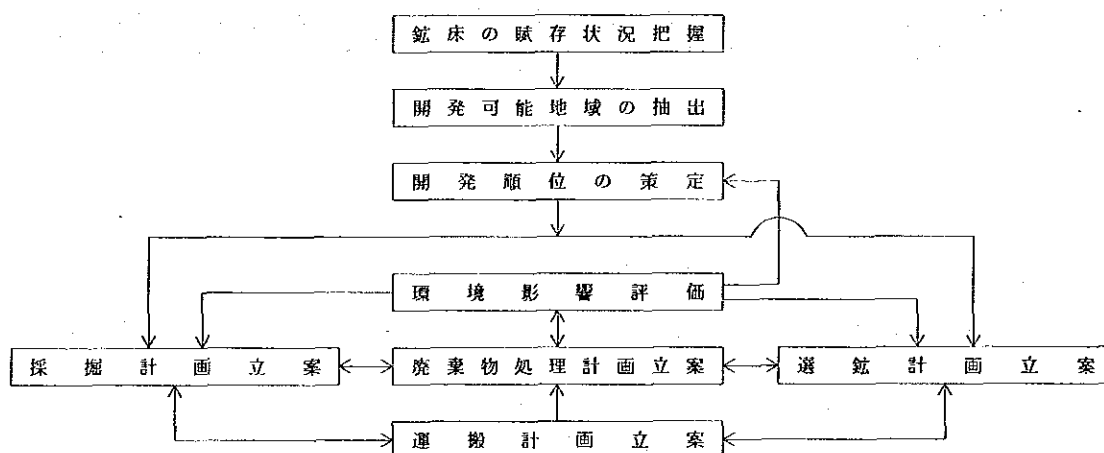 鉱床の賦存状況把握
開発可能地域の抽出
開発順位の策定
環境影響評価
採掘計画立案
廃棄物処理計画立案
選鉱計画立案
運搬計画立案